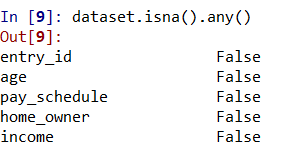 In [9]: dataset.isna().any()
Out[9]:
entry_id                False
age                     False
pay_schedule            False
home_owner              False
income                  False